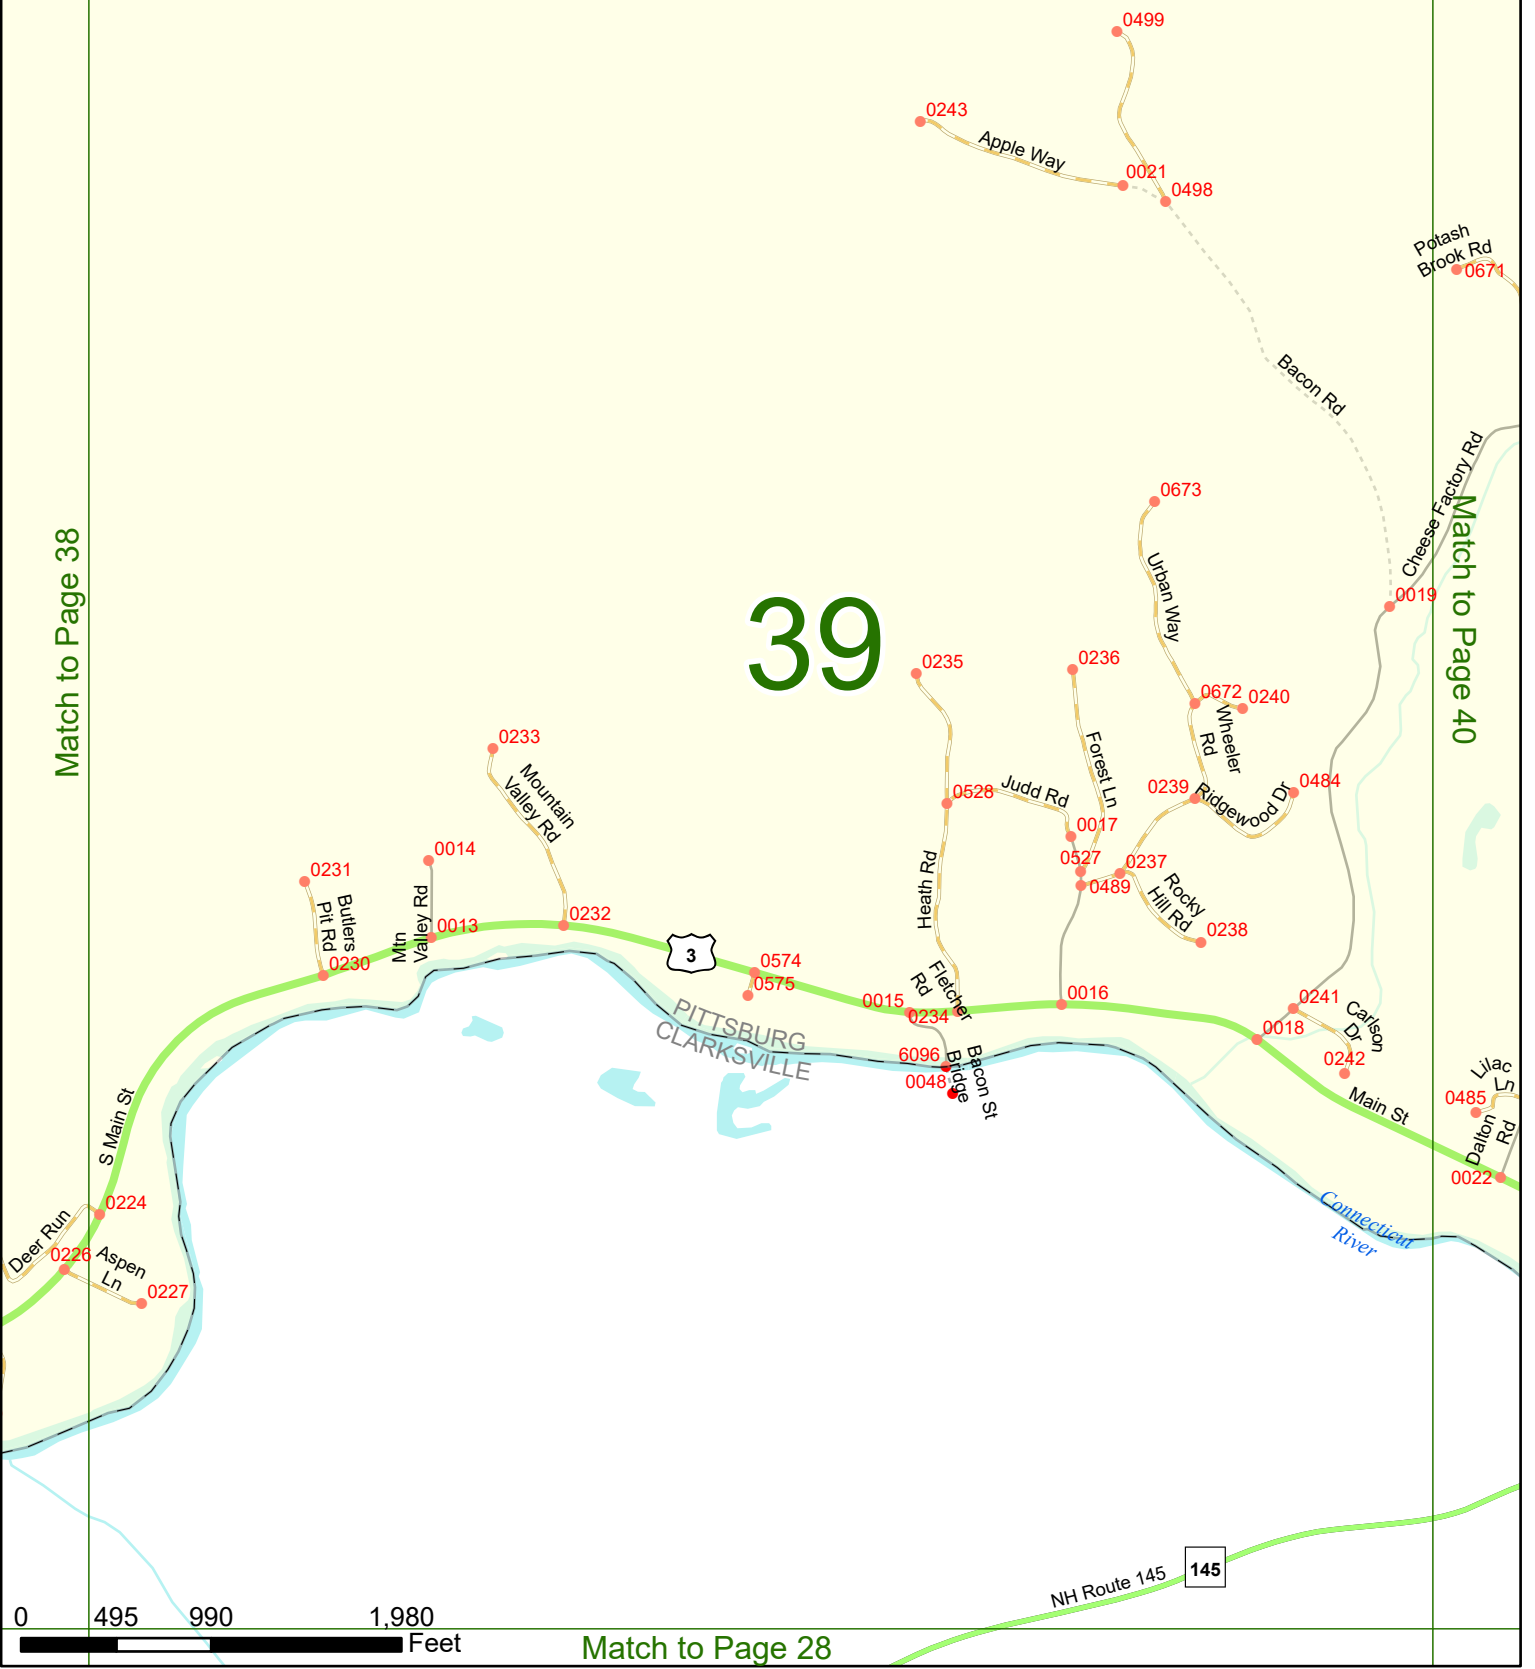 0499
0243
Apple Way
0021
0498
Potash
Brook Rd
0671
Bacon Rd
Cheese Factory Rd
0673
Match to Page 38
Match to Page 40
Urban Way
0019
39
0235
0236
0672
0240
Wheeler
Rd
0233
Mountain
Valley Rd
Forest Ln
0528
Judd Rd
0239
Ridgewood Dr
0484
0017
0014
0231
0527
0237
0489
Heath Rd
Rocky
Hill Rd
Butlers
Pit Rd
Mtn
Valley Rd
0013
0232
0238
0230
3
0574
0575
Fletcher
Rd
0015
0234
0016
0241
Carlson
Dr
0018
PITTSBURG
CLARKSVILLE
6096
0048
Bacon St
Bridge
0242
Lilac
Ln
0485
Main St
Dalton
Rd
S Main St
0022
0224
Connecticut
River
Deer Run
0226
Aspen
Ln
0227
NH Route 145
145
0 495 990 1,980
Feet
Match to Page 28